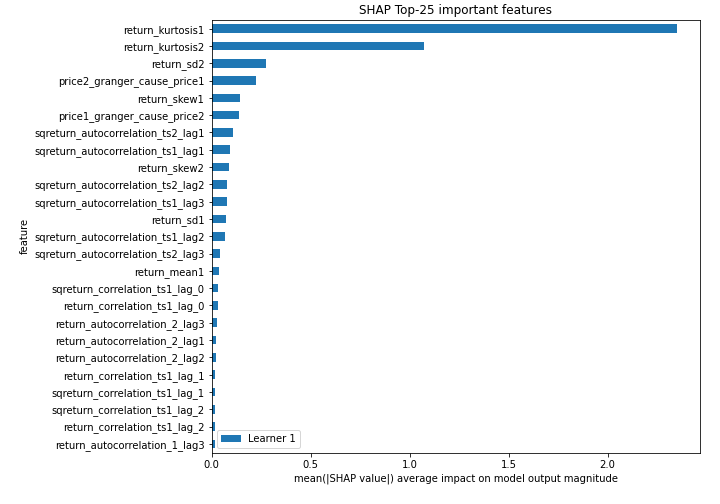 SHAP Top-25 important features
return_kurtosis1
return_kurtosis2
return_sd2
price2_granger_cause_price1
return_skew1
price1_granger_cause_price2
sqreturn_autocorrelation_ts2_lag1
sqreturn_autocorrelation_ts1_lag1
return_skew2
sqreturn_autocorrelation_ts2_lag2
sqreturn_autocorrelation_ts1_lag3
return_sd1
sqreturn_autocorrelation_ts1_lag2
sqreturn_autocorrelation_ts2_lag3
return_mean1
sqreturn_correlation_ts1_lag_0
return_correlation_ts1_lag_0
return_autocorrelation_2_lag3
return_autocorrelation_2_lag1
return_autocorrelation_2_lag2
return_correlation_ts1_lag_1
sqreturn_correlation_ts1_lag_1
sqreturn_correlation_ts1_lag_2
return_correlation_ts1_lag_2
return_autocorrelation_1_lag3
feature
Learner 1
0.0 0.5 1.0 1.5 2.0
mean(|SHAP value|) average impact on model output magnitude